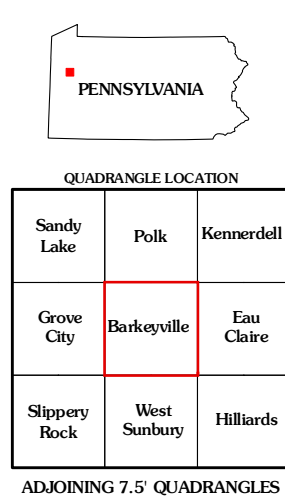 PENNSYLVANIA
QUADRANGLE LOCATION
Sandy
Lake
Polk
Kennerdell
Grove
City
Barkeyville
Eau
Claire
Slippery
Rock
West
Sunbury
Hilliards
ADJOINING 7.5' QUADRANGLES